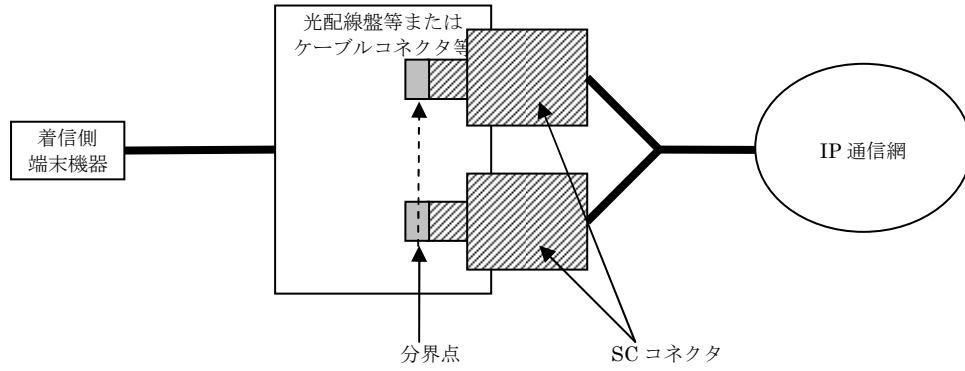 光配線盤等または
ケーブルコネクタ等
着信側
端末機器
IP 通信網
分界点
SC コネクタ